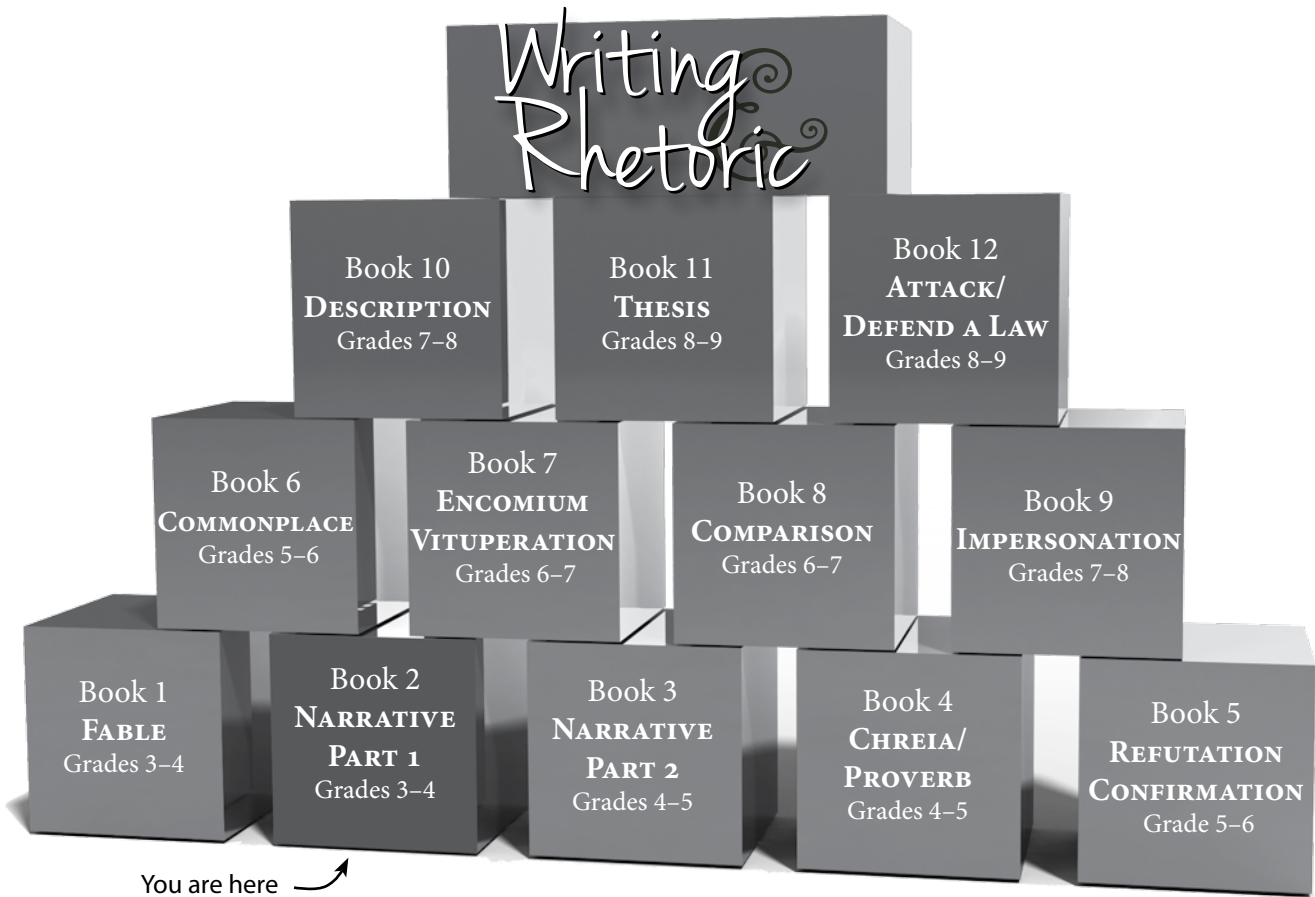 Writing &
Rhetoric
Book 10
DESCRIPTION
Grades 7–8
Book 11
THESIS
Grades 8–9
Book 12
ATTACK/
DEFEND A LAW
Grades 8–9
Book 6
COMMONPLACE
Grades 5–6
Book 7
ENCOMIUM
VITUPERATION
Grades 6–7
Book 8
COMPARISON
Grades 6–7
Book 9
IMPERSONATION
Grades 7–8
Book 1
FABLE
Grades 3–4
Book 2
NARRATIVE
PART 1
Grades 3–4
Book 3
NARRATIVE
PART 2
Grades 4–5
Book 4
CHREIA/
PROVERB
Grades 4–5
Book 5
REFUTATION
CONFIRMATION
Grade 5–6
You are here